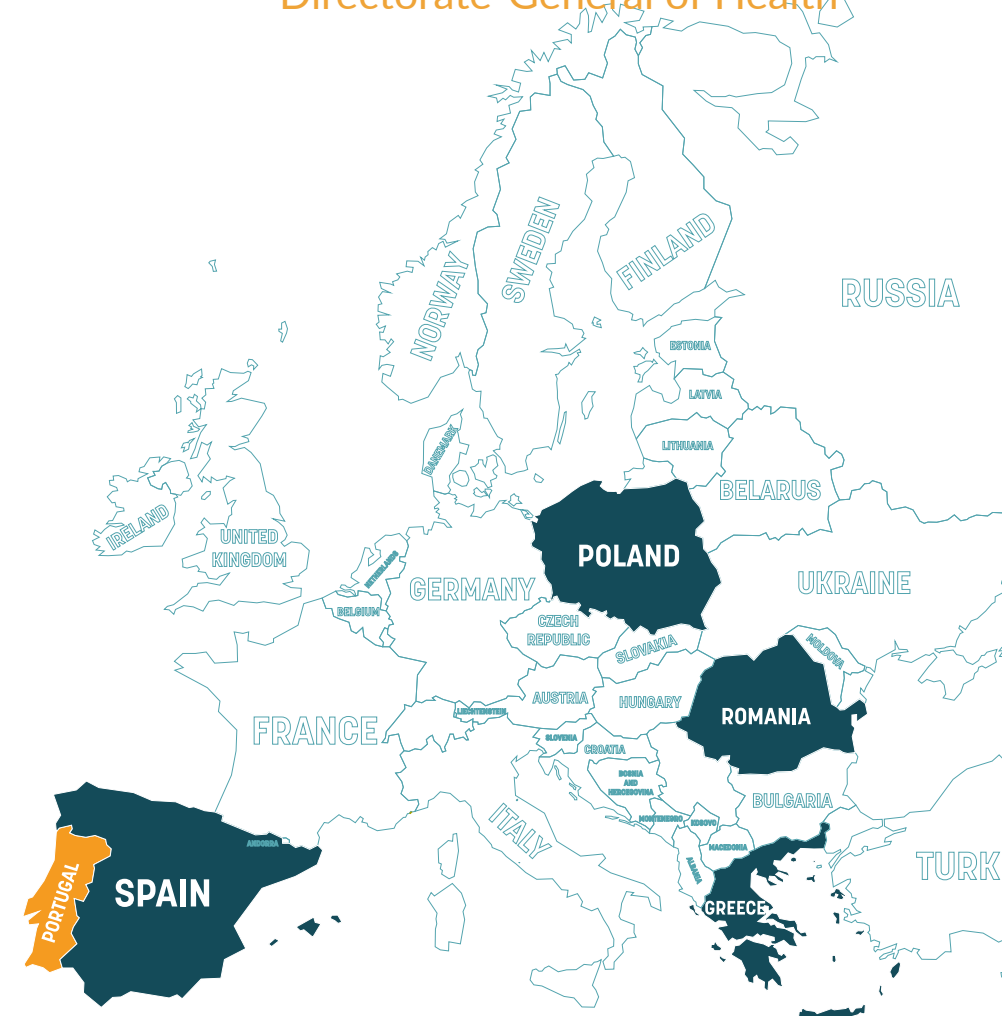 Directorate-General of Health
NORWAY
SWEDEN
FINLAND
RUSSIA
ESTONIA
LATVIA
LITHUANIA
DANEMARK
BELARUS
IRELAND
UNITED
KINGDOM
NETHERLANDS
BELGIUM
GERMANY
POLAND
UKRAINE
CZECH
REPUBLIC
SLOVAKIA
MOLDOVA
LIECHTENSTEIN
AUSTRIA
HUNGARY
ROMANIA
FRANCE
SLOVENIA
CROATIA
BOSNIA
AND
HERCEGOVINA
BULGARIA
ITALY
MONTENEGRO
KOSOVO
MACEDONIA
ALBANIA
ANDORRA
TURK
PORTUGAL
SPAIN
GREECE